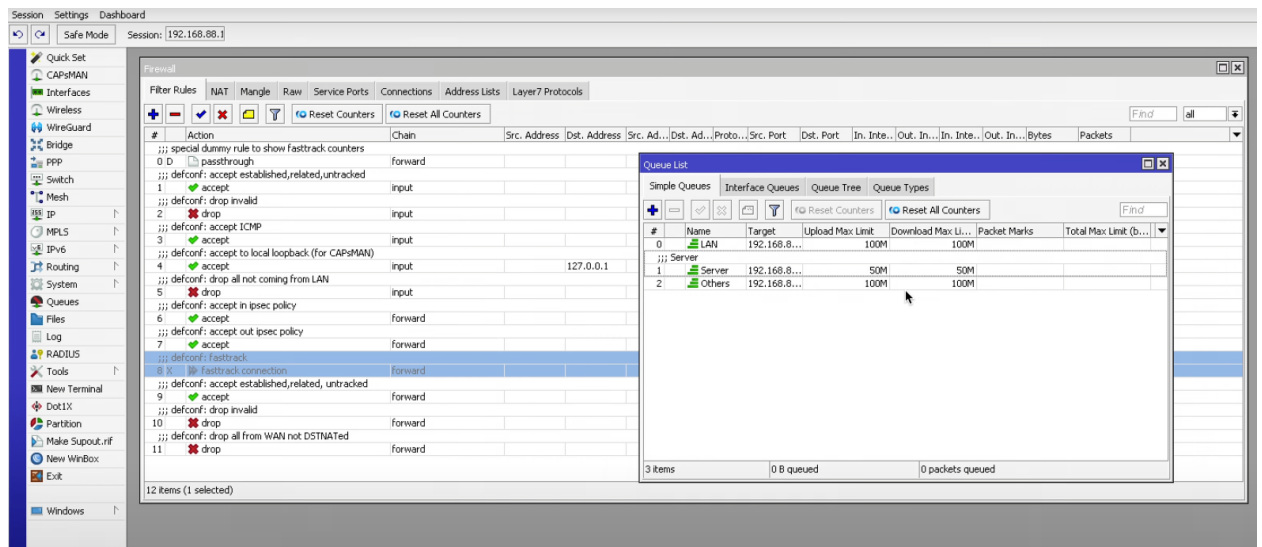 Session Settings Dashboard
Safe Mode Session: 192.168.88.1
Quick Set
CAPsMAN
Interfaces
Wireless
WireGuard
Bridge
PPP
Switch
Mesh
IP
MPLS
IPv6
Routing
System
Queues
Files
Log
RADIUS
Tools
New Terminal
Dot1X
Partition
Make Supout.rif
New WinBox
Exit
Windows
Firewall
Filter Rules NAT Mangle Raw Service Ports Connections Address Lists Layer7 Protocols
Reset Counters Reset All Counters Find all
# Action Chain Src. Address Dst. Address Src. Ad... Dst. Ad... Proto... Src. Port Dst. Port In. Inte... Out. In... In. Inte... Out. In... Bytes Packets
;;; special dummy rule to show fasttrack counters
0 D passthrough forward
;;; defconf: accept established,related,untracked
1 accept input
;;; defconf: drop invalid
2 drop input
;;; defconf: accept ICMP
3 accept input
;;; defconf: accept to local loopback (for CAPsMAN)
4 accept input 127.0.0.1
;;; defconf: drop all not coming from LAN
5 drop input
;;; defconf: accept in ipsec policy
6 accept forward
;;; defconf: accept out ipsec policy
7 accept forward
;;; defconf: fasttrack
8 X fasttrack connection forward
;;; defconf: accept established,related, untracked
9 accept forward
;;; defconf: drop invalid
10 drop forward
;;; defconf: drop all from WAN not DSTNATed
11 drop forward
12 items (1 selected)
Queue List
Simple Queues Interface Queues Queue Tree Queue Types
Reset Counters Reset All Counters Find
# Name Target Upload Max Limit Download Max Li... Packet Marks Total Max Limit (b...
0 LAN 192.168.8... 100M 100M
;;; Server
1 Server 192.168.8... 50M 50M
2 Others 192.168.8... 100M 100M
3 items 0 B queued 0 packets queued